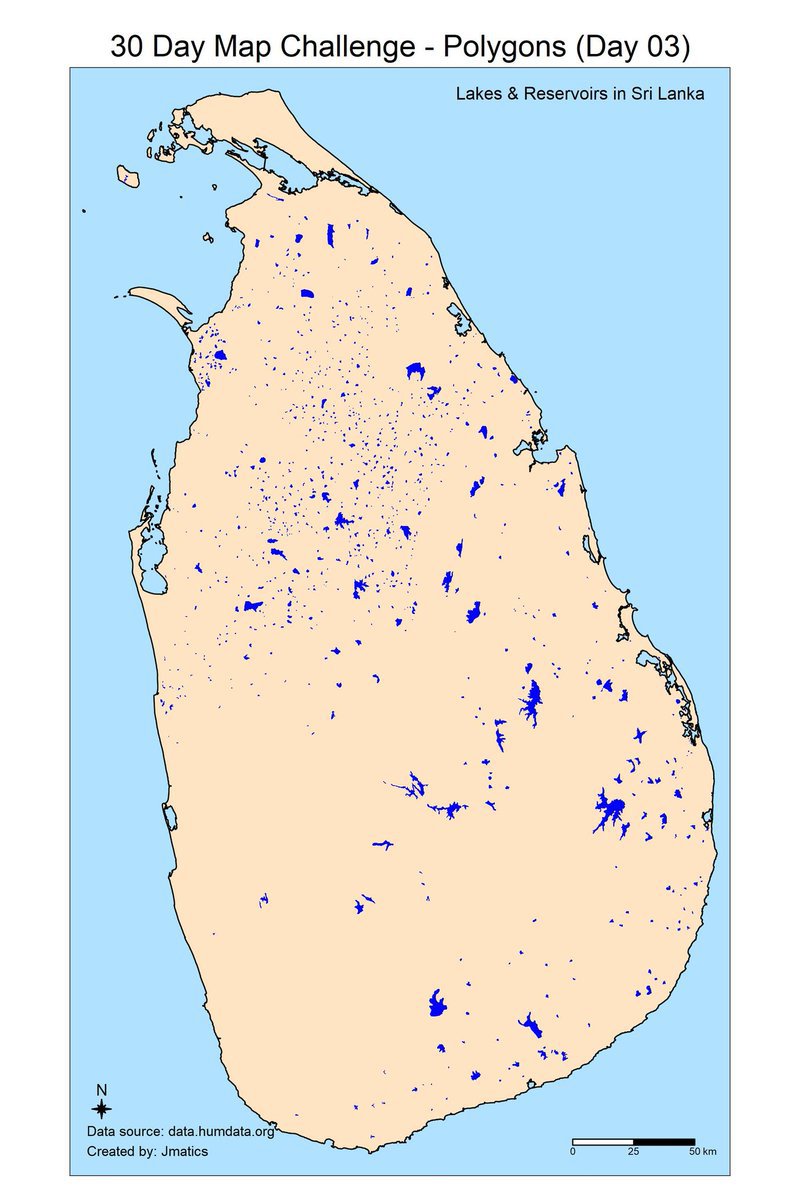 30 Day Map Challenge - Polygons (Day 03)
Lakes & Reservoirs in Sri Lanka
N
Data source: data.humdata.org
Created by: Jmatics
0 25 50 km